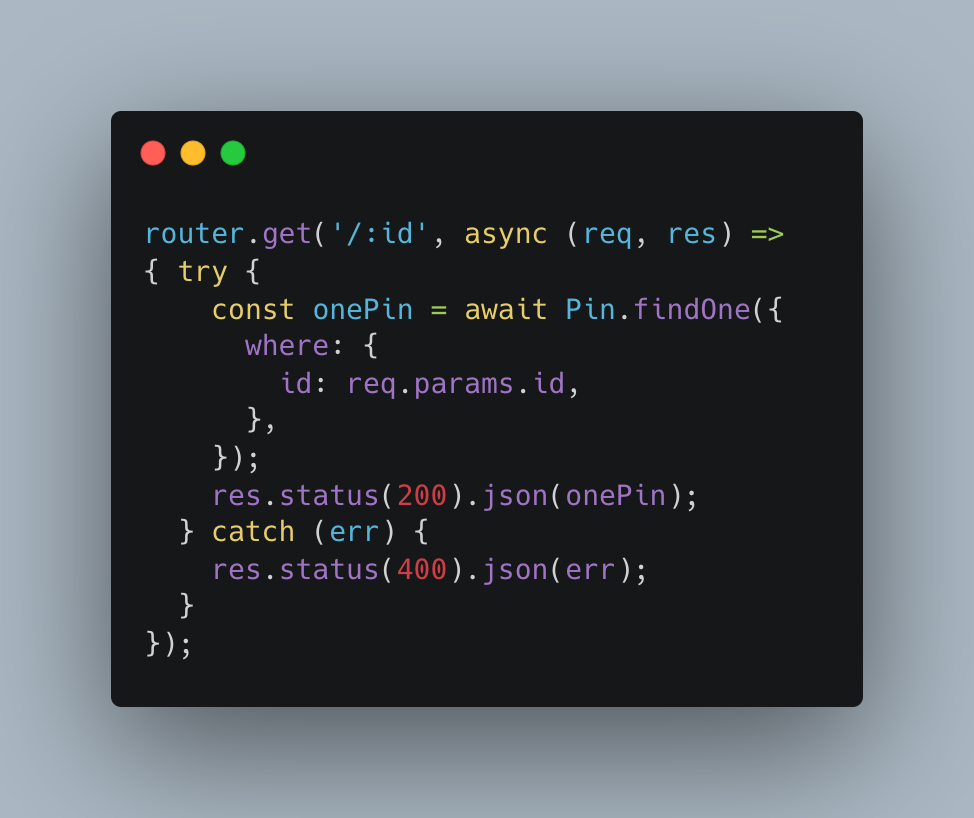 router.get('/:id', async (req, res) =>
{ try {
    const onePin = await Pin.findOne({
      where: {
        id: req.params.id,
      },
    });
    res.status(200).json(onePin);
  } catch (err) {
    res.status(400).json(err);
  }
});